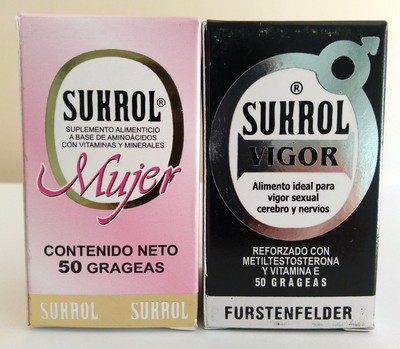 SUKROL®
SUPLEMENTO ALIMENTICIO
A BASE DE AMINOÁCIDOS
CON VITAMINAS Y MINERALES
Mujer
CONTENIDO NETO
50 GRAGEAS
SUKROL SUKROL
®
SUKROL
VIGOR
Alimento ideal para
vigor sexual
cerebro y nervios
REFORZADO CON
METILTESTOSTERONA
Y VITAMINA E
50 GRAGEAS
FURSTENFELDER